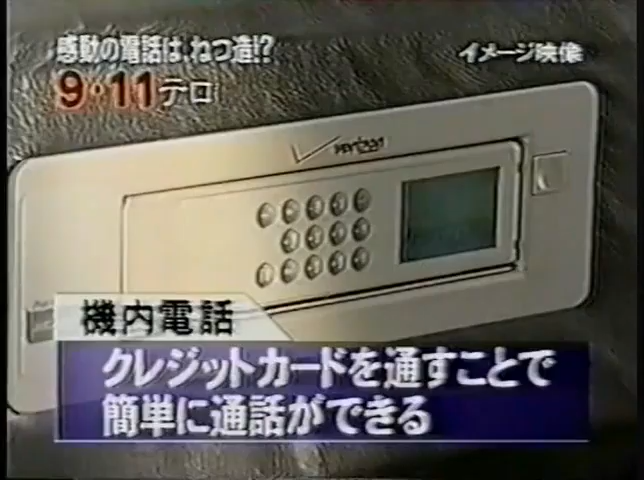 感動の電話は、ねつ造!?
イメージ映像
9・11テロ
verizon
機内電話
クレジットカードを通すことで
簡単に通話ができる